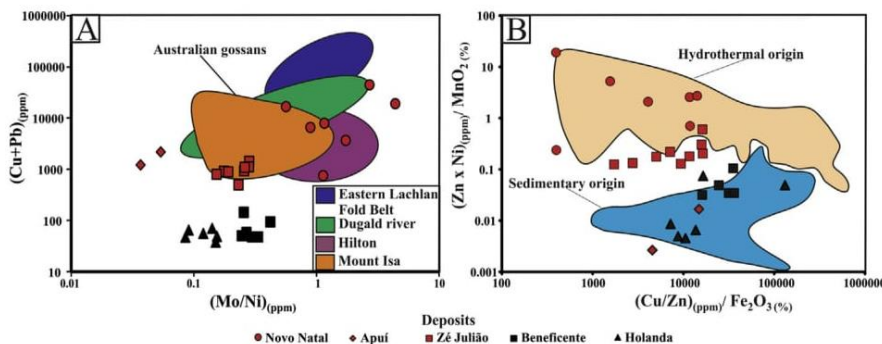 A
Australian gossans
1000000
100000
10000
1000
100
10
(Cu+Pb)(ppm)
0.01
0.1
1
10
(Mo/Ni)(ppm)
Eastern Lachlan
Fold Belt
Dugald river
Hilton
Mount Isa
B
Hydrothermal origin
Sedimentary origin
100
10
1
0.1
0.01
0.001
(Zn x Ni)(ppm)/ MnO2 (%)
100
1000
10000
100000
1000000
(Cu/Zn)(ppm)/ Fe2O3 (%)
Deposits
Novo Natal Apuí Zé Julião Beneficente Holanda